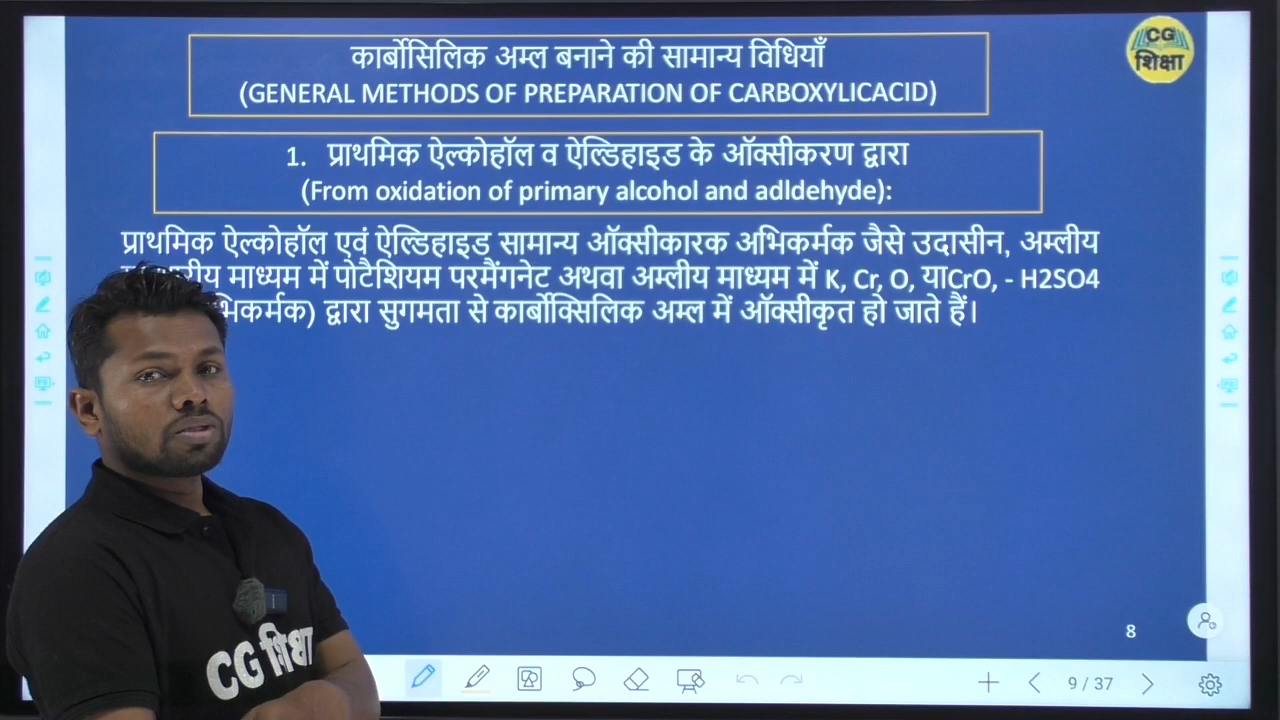 कार्बोसिलिक अम्ल बनाने की सामान्य विधियाँ
(GENERAL METHODS OF PREPARATION OF CARBOXYLICACID)
CG
शिक्षा
1. प्राथमिक ऐल्कोहॉल व ऐल्डिहाइड के ऑक्सीकरण द्वारा
(From oxidation of primary alcohol and adldehyde):
प्राथमिक ऐल्कोहॉल एवं ऐल्डिहाइड सामान्य ऑक्सीकारक अभिकर्मक जैसे उदासीन, अम्लीय
माध्यम में पोटैशियम परमैंगनेट अथवा अम्लीय माध्यम में K, Cr, O, याCrO, - H2SO4
द्वारा सुगमता से कार्बोक्सिलिक अम्ल में ऑक्सीकृत हो जाते हैं।
CG शिक्षा
8
9 / 37